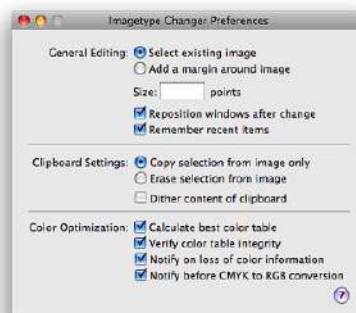 Imagetype Changer Preferences
General Editing: Select existing image
Add a margin around image
Size: points
Reposition windows after change
Remember recent items
Clipboard Settings: Copy selection from image only
Erase selection from image
Dither content of clipboard
Color Optimization: Calculate best color table
Verify color table integrity
Notify on loss of color information
Notify before CMYK to RGB conversion
?